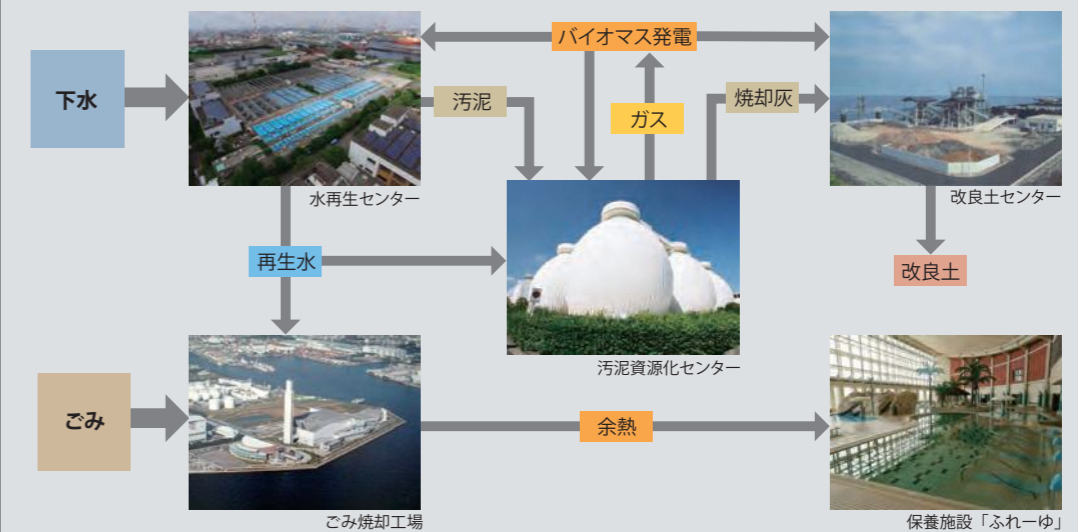 バイオマス発電
下水
汚泥
ガス
焼却灰
水再生センター
改良土センター
再生水
改良土
汚泥資源化センター
ごみ
余熱
ごみ焼却工場
保養施設「ふれーゆ」